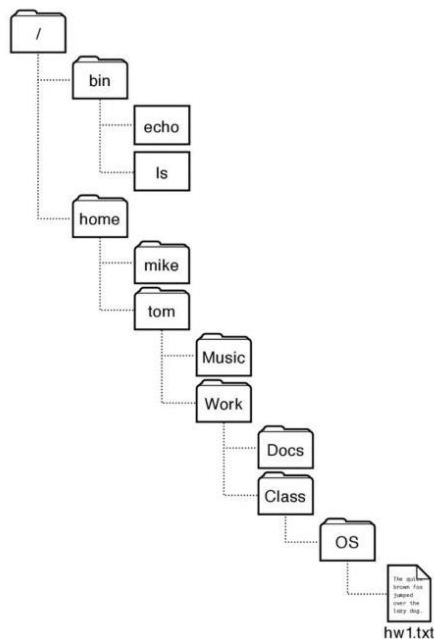 /
bin
echo
ls
home
mike
tom
Music
Work
Docs
Class
OS
The quick
brown fox
jumped
over the
lazy dog.
hw1.txt